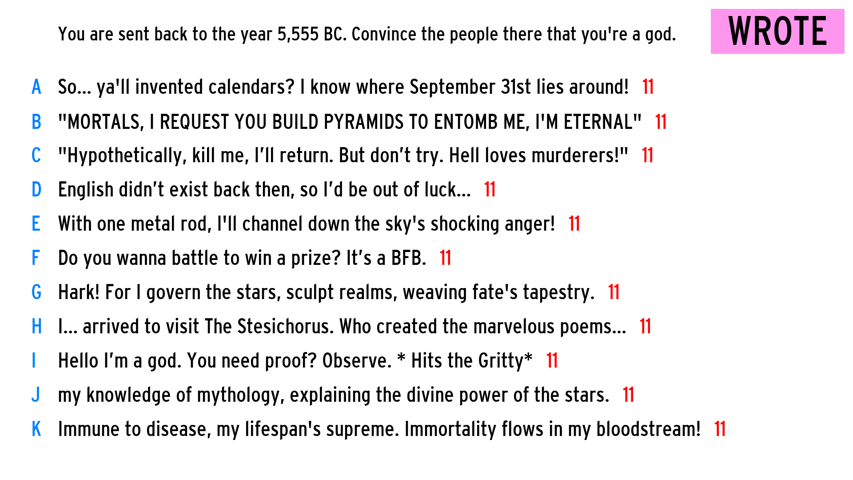 You are sent back to the year 5,555 BC. Convince the people there that you're a god.
WROTE
A So... ya'll invented calendars? I know where September 31st lies around! 11
B "MORTALS, I REQUEST YOU BUILD PYRAMIDS TO ENTOMB ME, I'M ETERNAL" 11
C "Hypothetically, kill me, I’ll return. But don’t try. Hell loves murderers!" 11
D English didn’t exist back then, so I’d be out of luck... 11
E With one metal rod, I'll channel down the sky's shocking anger! 11
F Do you wanna battle to win a prize? It’s a BFB. 11
G Hark! For I govern the stars, sculpt realms, weaving fate's tapestry. 11
H I... arrived to visit The Stesichorus. Who created the marvelous poems... 11
I Hello I’m a god. You need proof? Observe. * Hits the Gritty* 11
J my knowledge of mythology, explaining the divine power of the stars. 11
K Immune to disease, my lifespan's supreme. Immortality flows in my bloodstream! 11